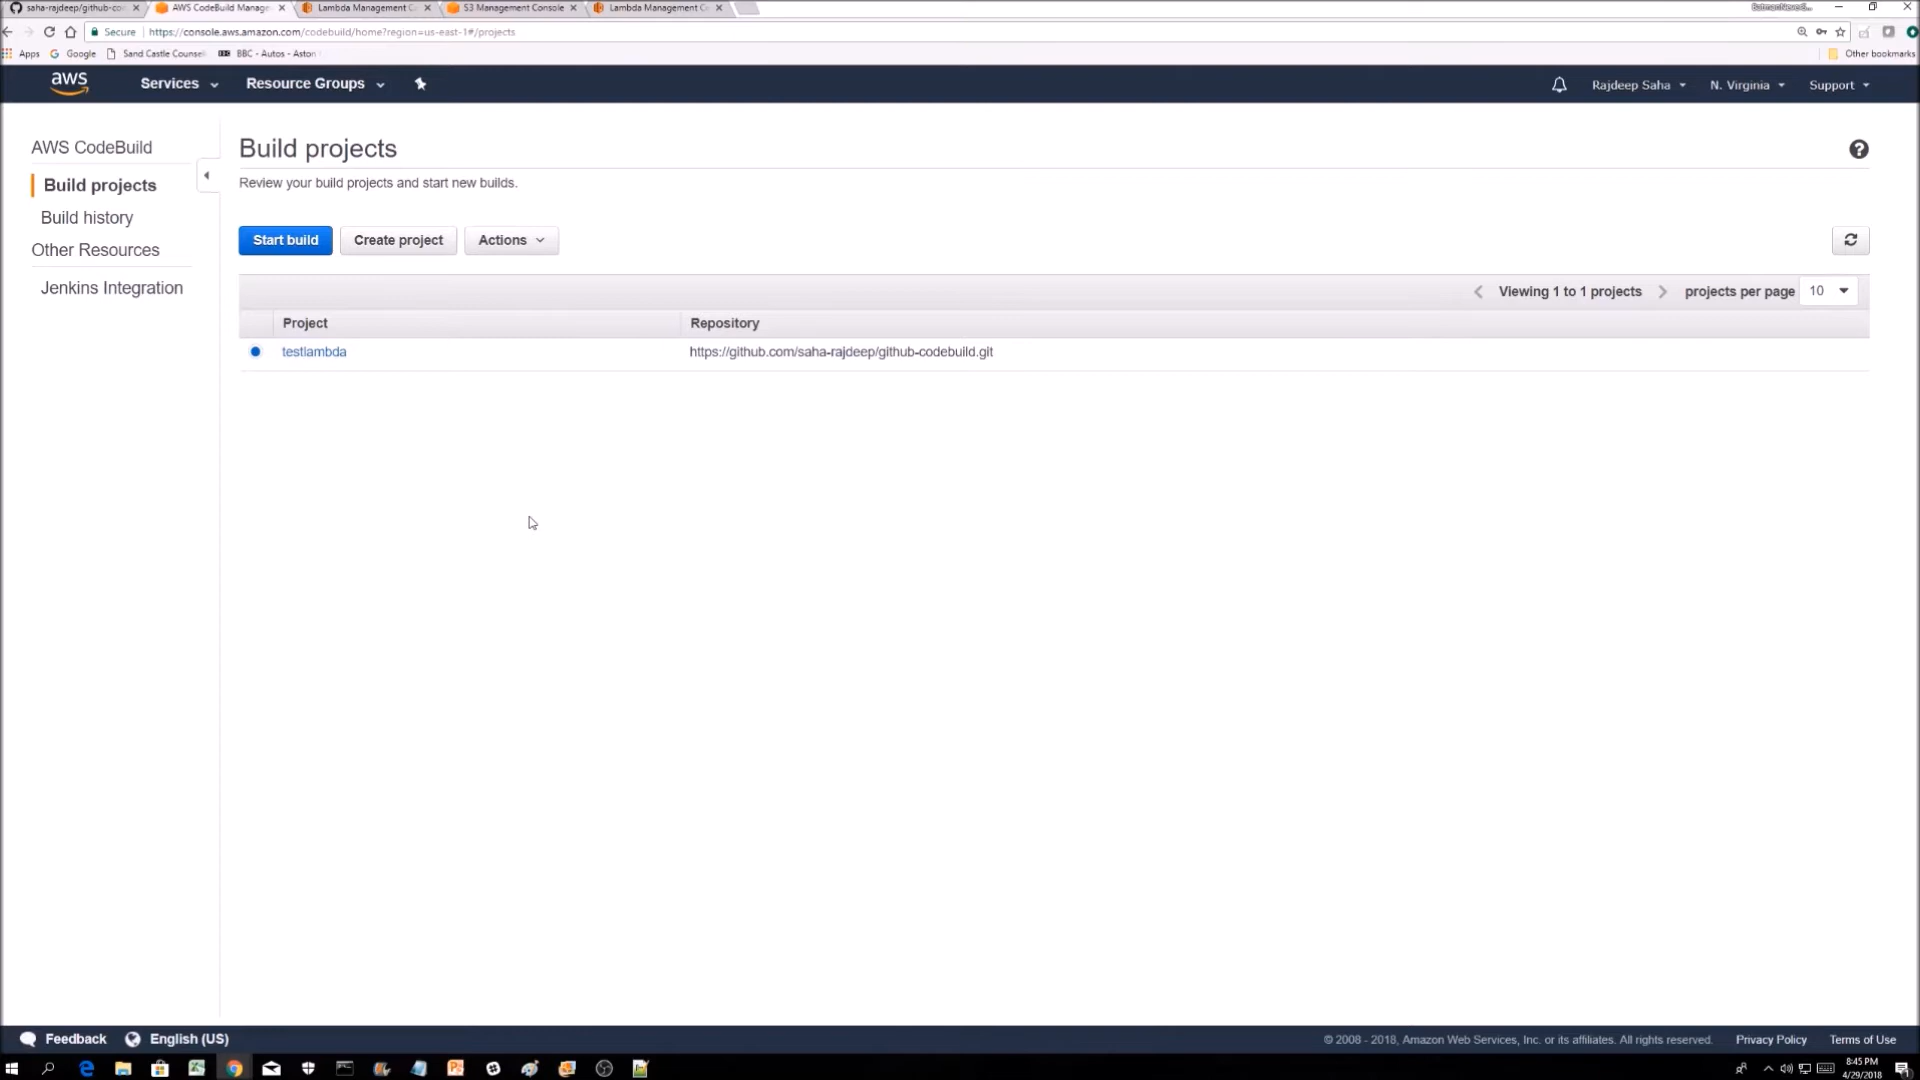 saha-rajdeep/github-co
AWS CodeBuild Manage
Lambda Management C
S3 Management Console
Lambda Management C
Secure
https://console.aws.amazon.com/codebuild/home?region=us-east-1#/projects
Apps
Google
Sand Castle Counsel
BBC - Autos - Aston
Other bookmarks
aws
Services
Resource Groups
Rajdeep Saha
N. Virginia
Support
AWS CodeBuild
Build projects
Build history
Other Resources
Jenkins Integration
Build projects
Review your build projects and start new builds.
Start build
Create project
Actions
Viewing 1 to 1 projects
projects per page
10
Project
Repository
testlambda
https://github.com/saha-rajdeep/github-codebuild.git
Feedback
English (US)
© 2008 - 2018, Amazon Web Services, Inc. or its affiliates. All rights reserved.
Privacy Policy
Terms of Use
8:45 PM
4/29/2018